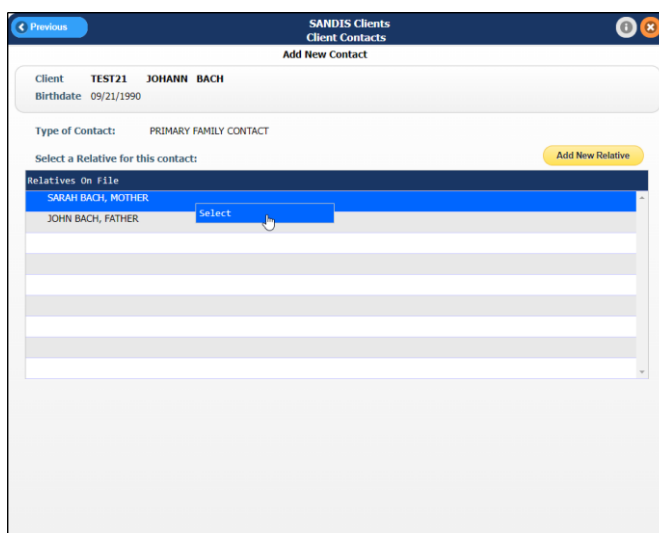 Previous
SANDIS Clients
Client Contacts
Add New Contact
Client TEST21 JOHANN BACH
Birthdate 09/21/1990
Type of Contact: PRIMARY FAMILY CONTACT
Select a Relative for this contact:
Add New Relative
Relatives On File
SARAH BACH, MOTHER
Select
JOHN BACH, FATHER